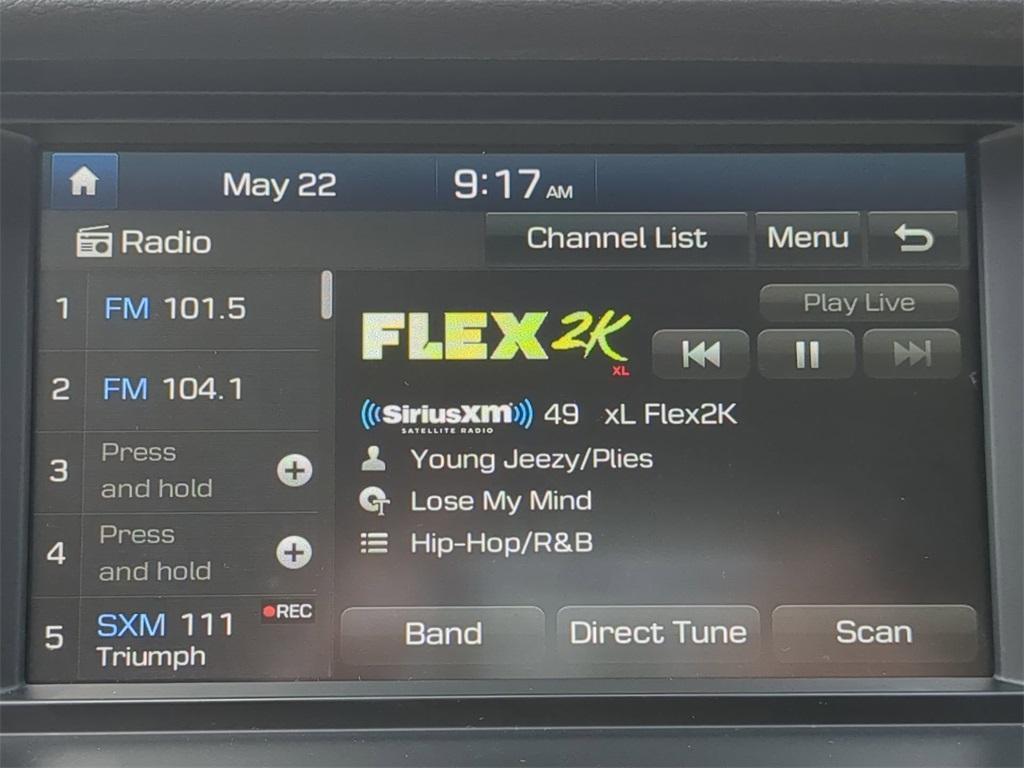 May 22
9:17 AM
Radio
Channel List
Menu
1 FM 101.5
2 FM 104.1
3 Press
and hold
4 Press
and hold
5 SXM 111 REC
Triumph
Play Live
FLEX 2K
XL
((SiriusXM)) 49 xL Flex2K
SATELLITE RADIO
Young Jeezy/Plies
Lose My Mind
Hip-Hop/R&B
Band
Direct Tune
Scan